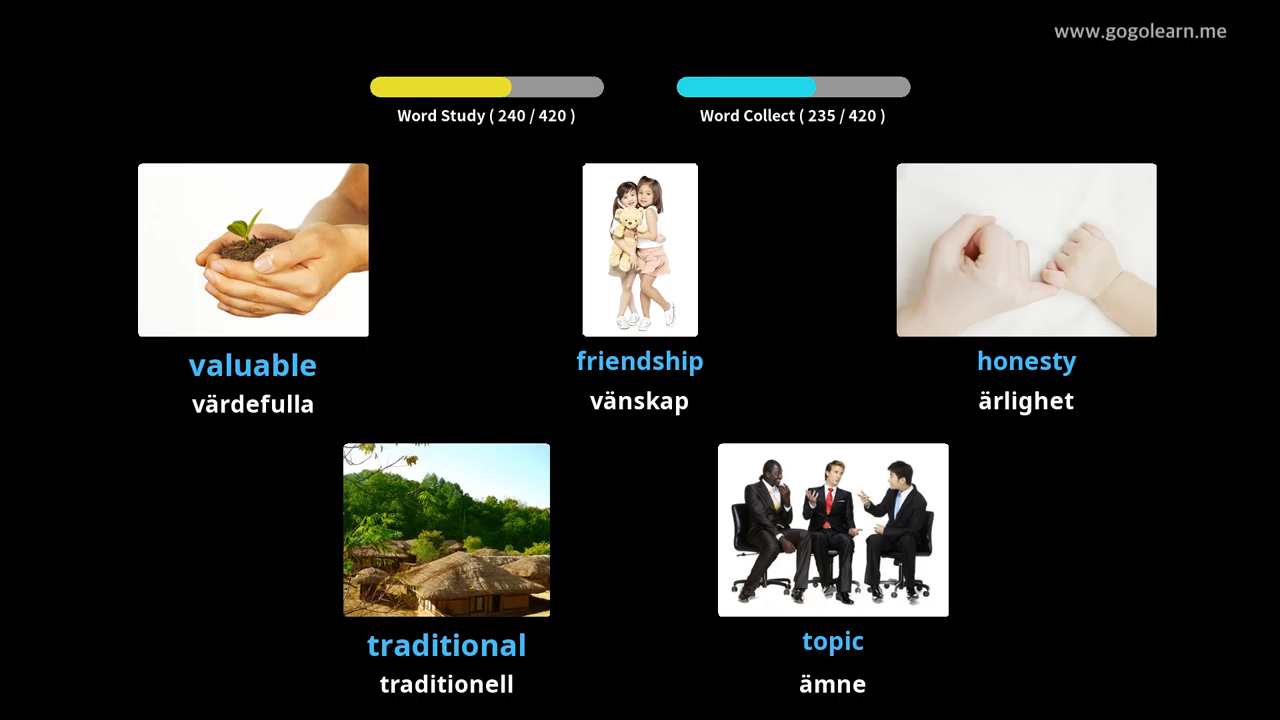 www.gogolearn.me
Word Study ( 240 / 420 )
Word Collect ( 235 / 420 )
valuable
värdefulla
friendship
vänskap
honesty
ärlighet
traditional
traditionell
topic
ämne